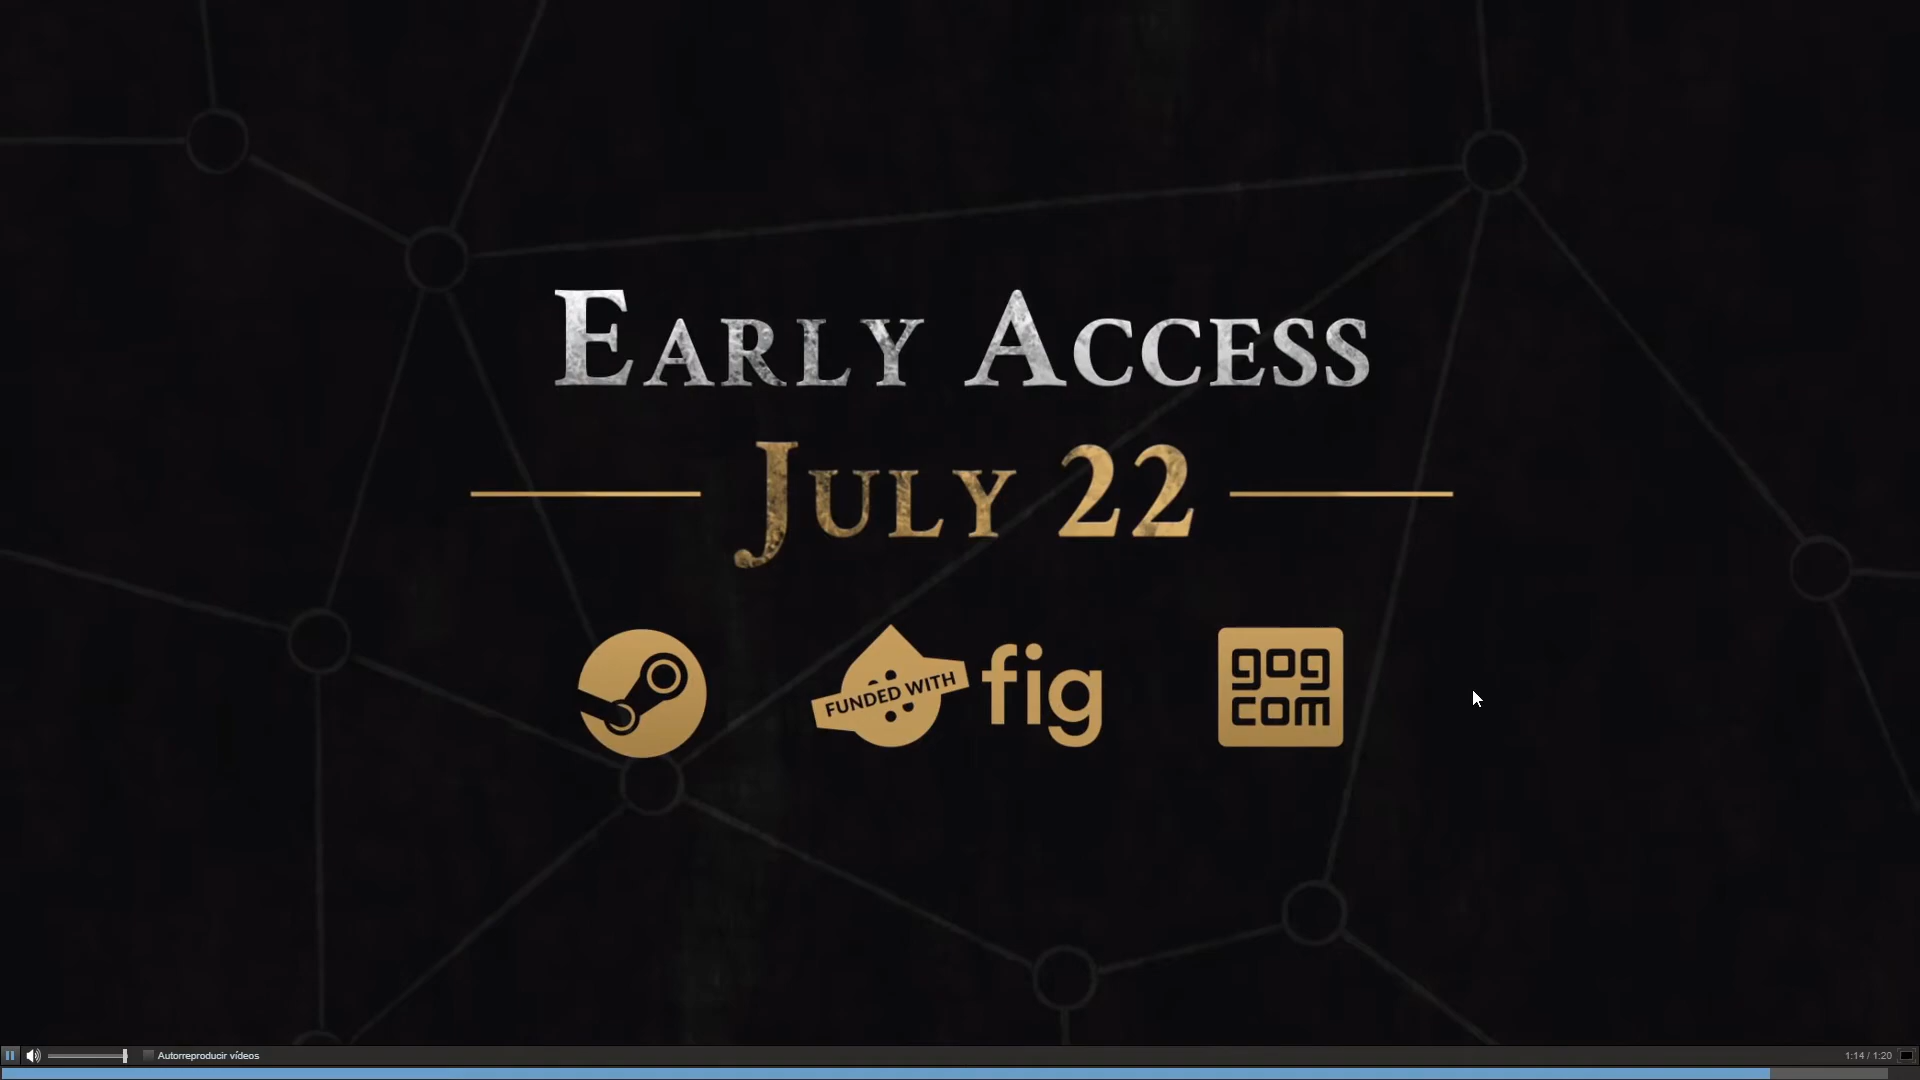 Early Access
July 22
FUNDED WITH fig
gog
com
Autorreproducir vídeos
1:14 / 1:20